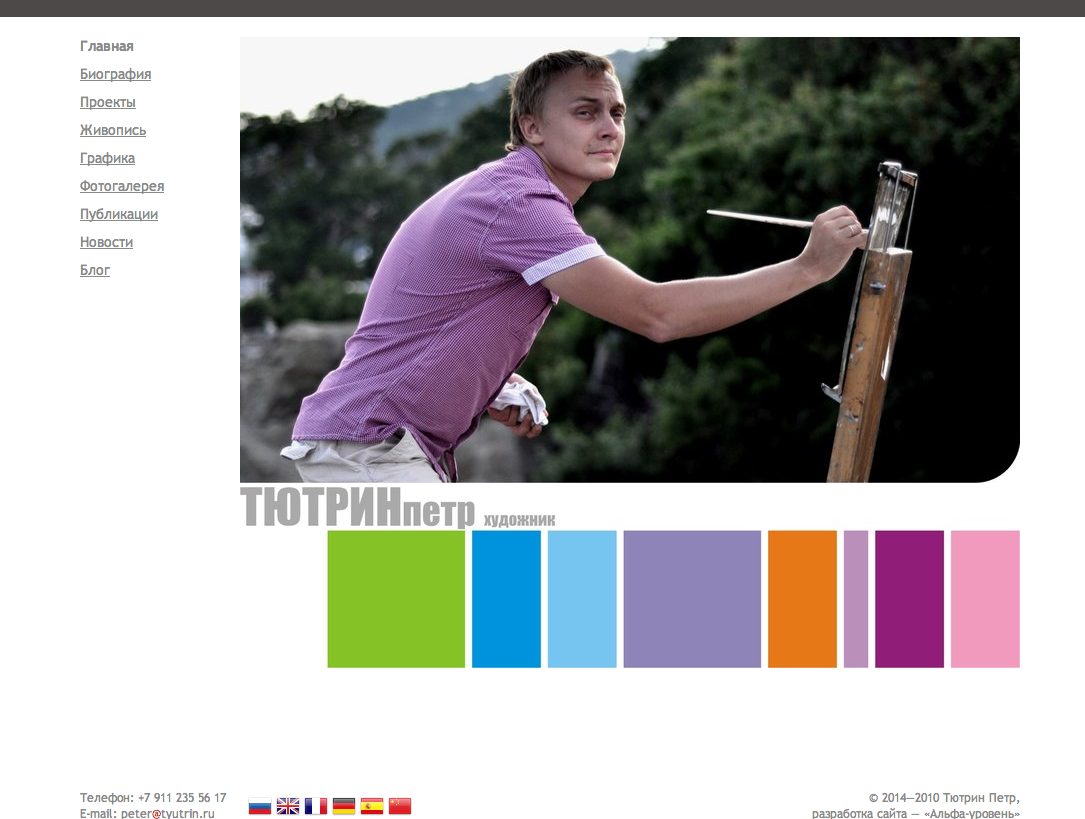 Главная
Биография
Проекты
Живопись
Графика
Фотогалерея
Публикации
Новости
Блог
ТЮТРИНпетр художник
Телефон: +7 911 235 56 17
E-mail: peter@tyutrin.ru
© 2014—2010 Тютрин Петр,
разработка сайта — «Альфа-уровень»